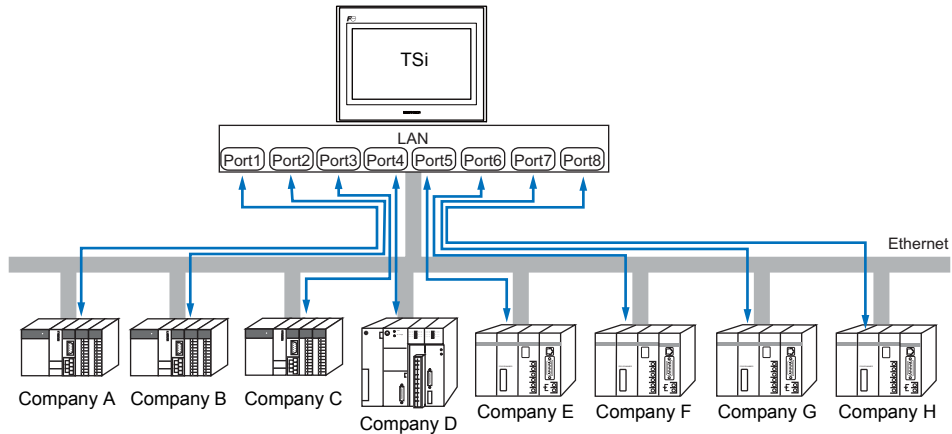 TSi
LAN
Port1 Port2 Port3 Port4 Port5 Port6 Port7 Port8
Ethernet
Company A Company B Company C Company D Company E Company F Company G Company H